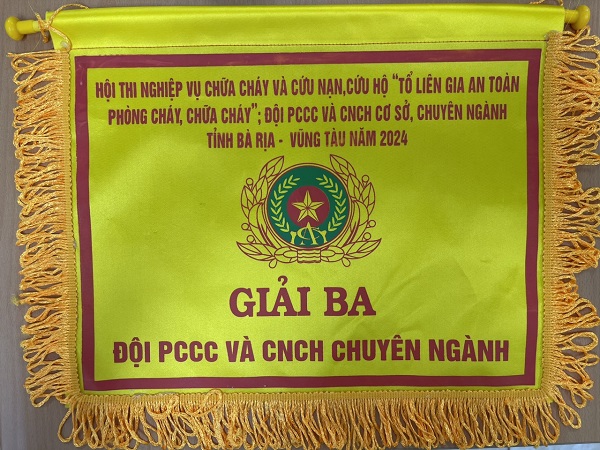 HỘI THI NGHIỆP VỤ CHỮA CHÁY VÀ CỨU NẠN,CỨU HỘ "TỔ LIÊN GIA AN TOÀN
PHÒNG CHÁY, CHỮA CHÁY"; ĐỘI PCCC VÀ CNCH CƠ SỞ, CHUYÊN NGÀNH
TỈNH BÀ RỊA - VŨNG TÀU NĂM 2024
GIẢI BA
ĐỘI PCCC VÀ CNCH CHUYÊN NGÀNH